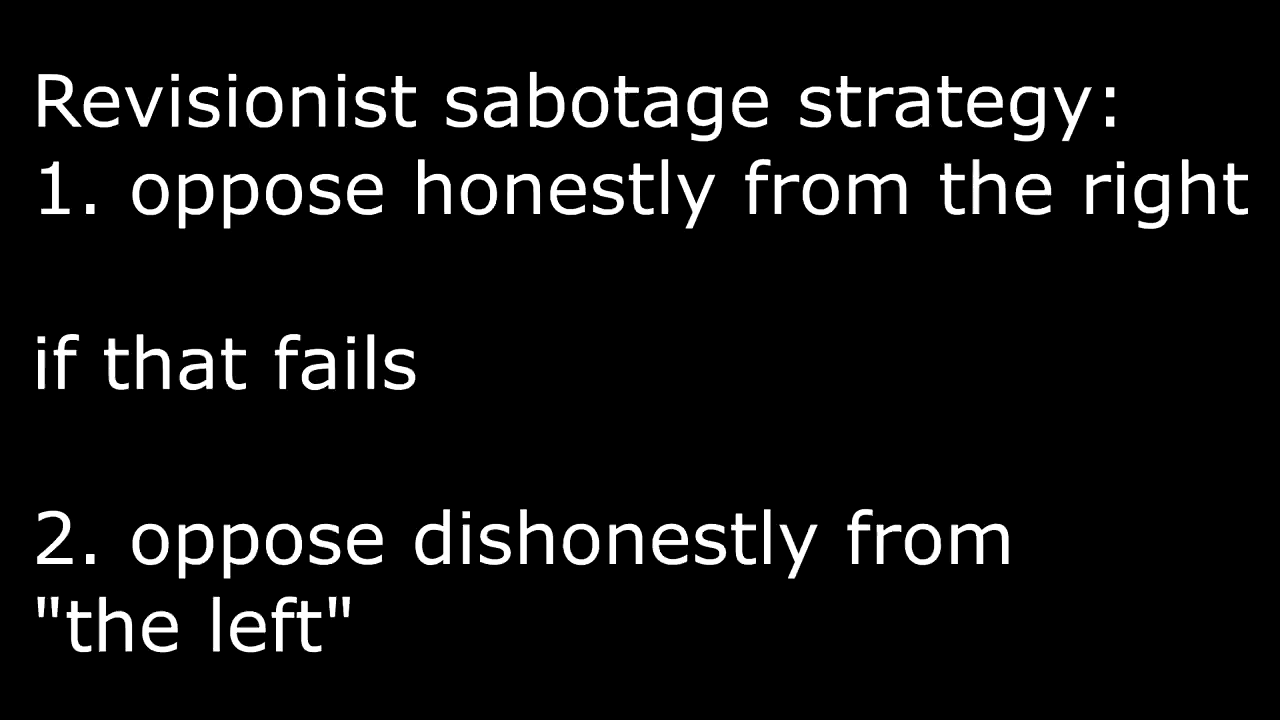 Revisionist sabotage strategy:
1. oppose honestly from the right
if that fails
2. oppose dishonestly from
"the left"